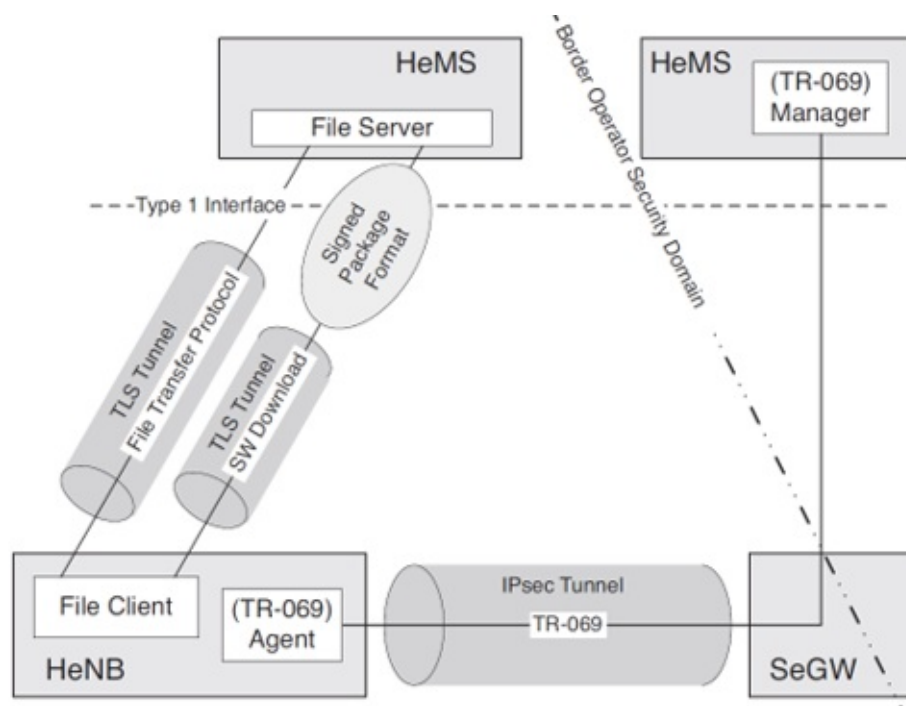 HeMS
File Server
HeMS
(TR-069)
Manager
Border Operator Security Domain
Type 1 Interface
Signed
Package
Format
TLS Tunnel
File Transfer Protocol
TLS Tunnel
SW Download
File Client
(TR-069)
Agent
HeNB
IPsec Tunnel
TR-069
SeGW